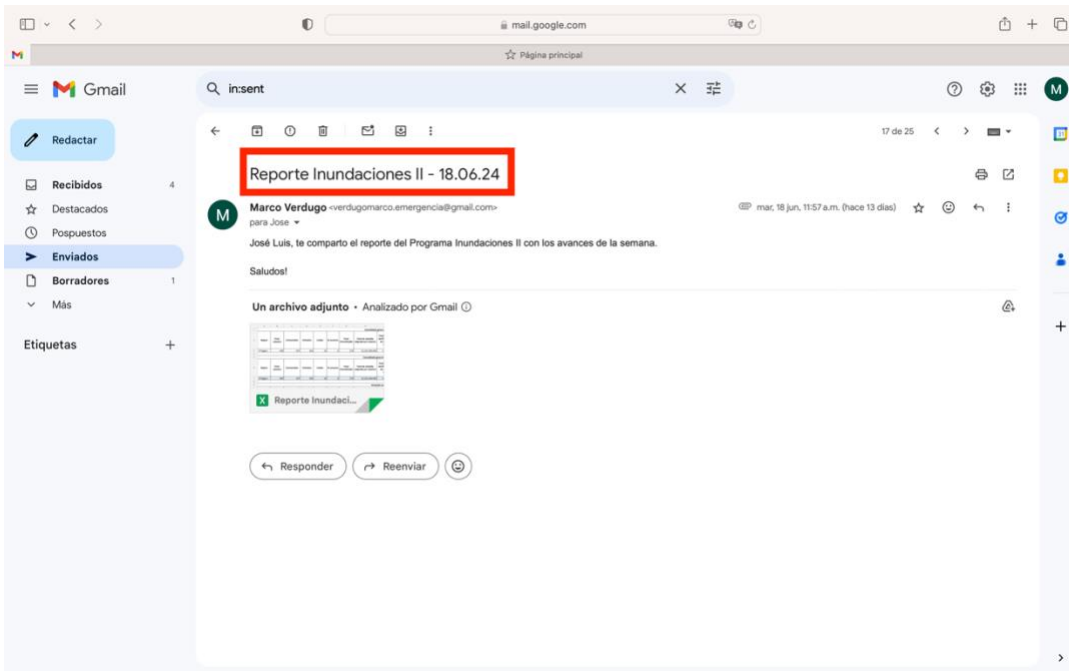 mail.google.com
Página principal
Gmail
in:sent
M
Redactar
17 de 25
Reporte Inundaciones II - 18.06.24
Recibidos 4
Destacados
Pospuestos
Enviados
Borradores 1
Más
Etiquetas
M
Marco Verdugo <verdugomarco.emergencia@gmail.com>
mar, 18 jun, 11:57 a.m. (hace 13 días)
para Jose
José Luis, te comparto el reporte del Programa Inundaciones II con los avances de la semana.
Saludos!
Un archivo adjunto • Analizado por Gmail
Reporte Inundaci...
Responder
Reenviar